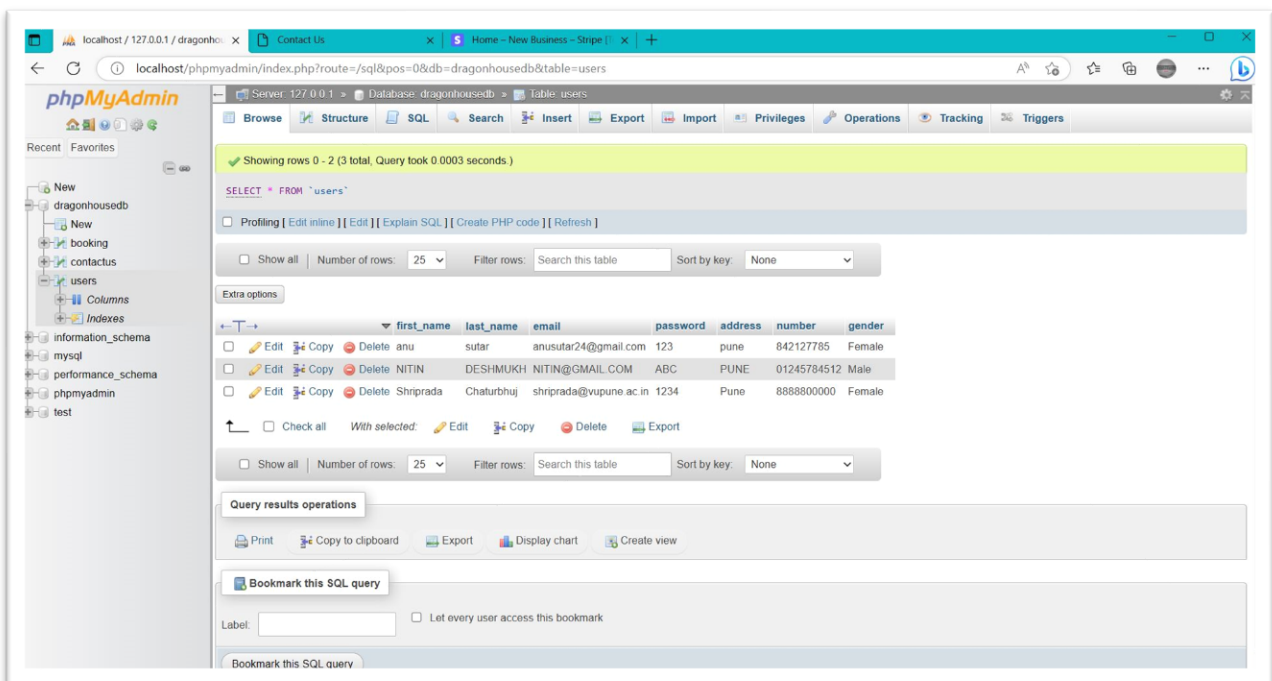 localhost / 127.0.0.1 / dragonhou
Contact Us
Home – New Business – Stripe [T
localhost/phpmyadmin/index.php?route=/sql&pos=0&db=dragonhousedb&table=users
phpMyAdmin
Recent Favorites
New
dragonhousedb
New
booking
contactus
users
Columns
Indexes
information_schema
mysql
performance_schema
phpmyadmin
test
Server: 127.0.0.1 » Database: dragonhousedb » Table: users
Browse Structure SQL Search Insert Export Import Privileges Operations Tracking Triggers
Showing rows 0 - 2 (3 total, Query took 0.0003 seconds.)
SELECT * FROM `users`
Profiling [ Edit inline ] [ Edit ] [ Explain SQL ] [ Create PHP code ] [ Refresh ]
Show all Number of rows: 25 Filter rows: Search this table Sort by key: None
Extra options
←T→ first_name last_name email password address number gender
Edit Copy Delete anu sutar anusutar24@gmail.com 123 pune 842127785 Female
Edit Copy Delete NITIN DESHMUKH NITIN@GMAIL.COM ABC PUNE 01245784512 Male
Edit Copy Delete Shriprada Chaturbhuj shriprada@vupune.ac.in 1234 Pune 8888800000 Female
Check all With selected: Edit Copy Delete Export
Show all Number of rows: 25 Filter rows: Search this table Sort by key: None
Query results operations
Print Copy to clipboard Export Display chart Create view
Bookmark this SQL query
Label: Let every user access this bookmark
Bookmark this SQL query